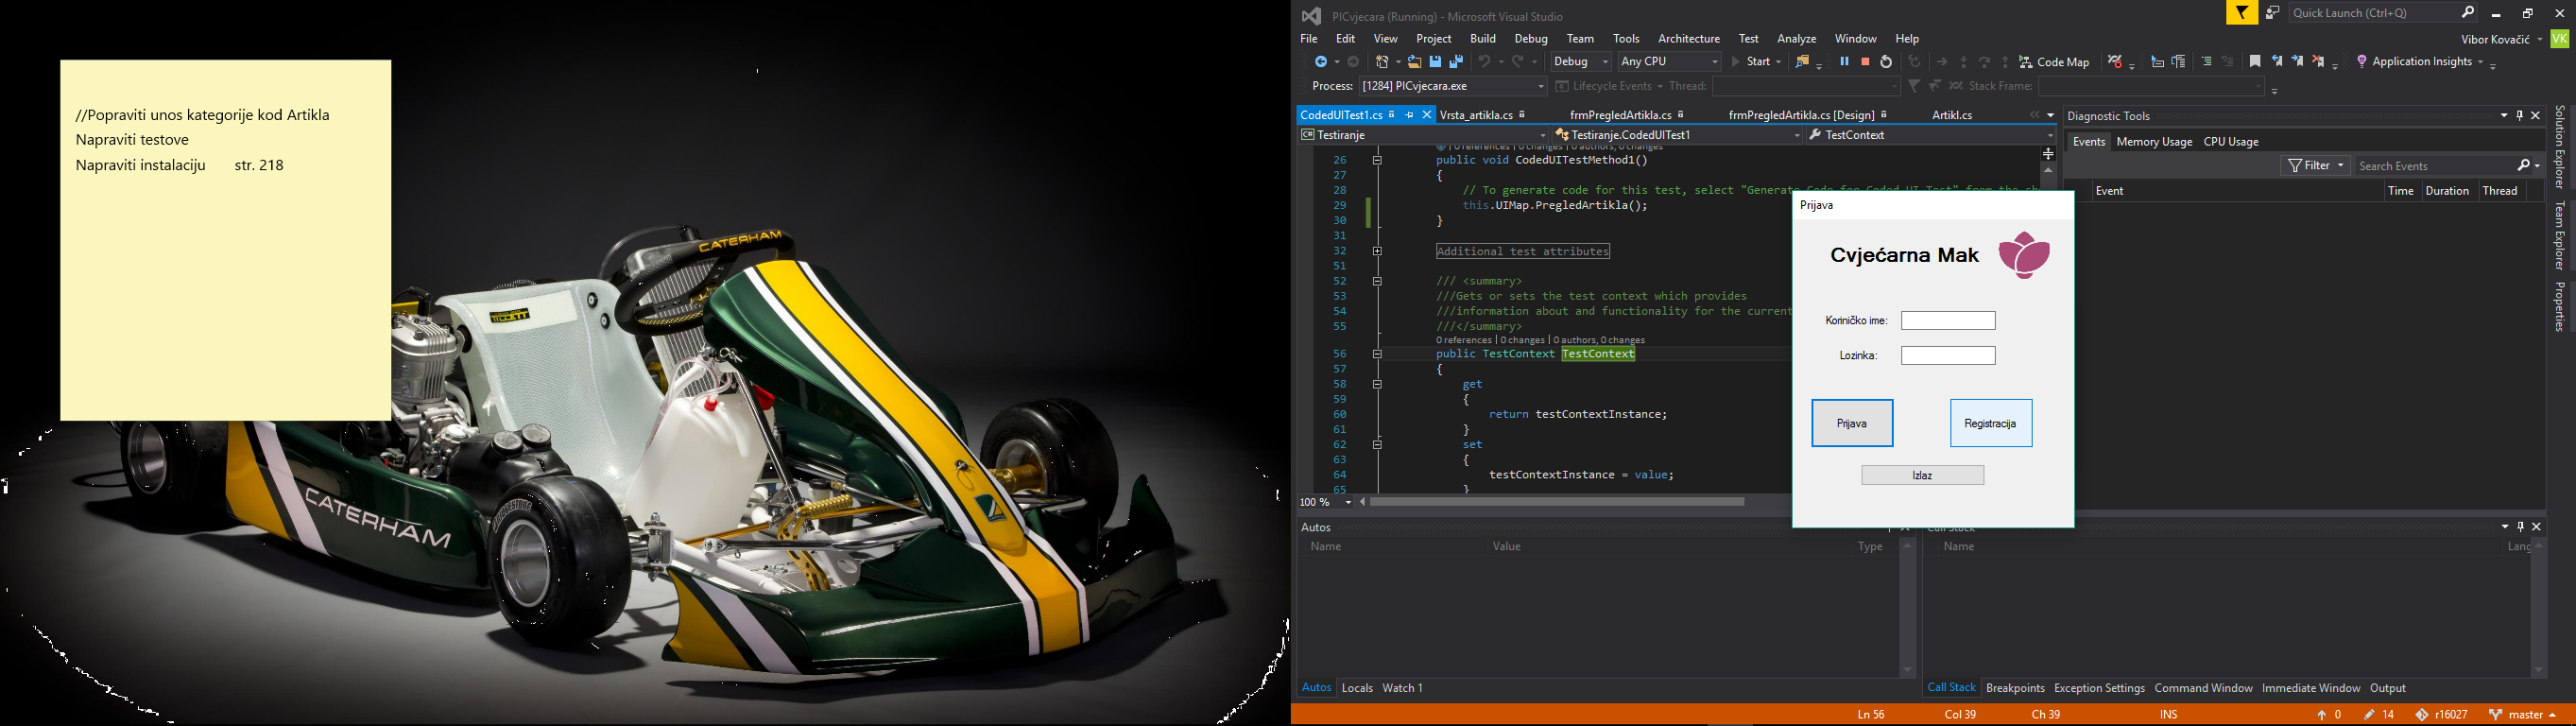 //Popraviti unos kategorije kod Artikla
Napraviti testove
Napraviti instalaciju str. 218
CATERHAM
CATERHAM
PICvjecara (Running) - Microsoft Visual Studio
Quick Launch (Ctrl+Q)
File Edit View Project Build Debug Team Tools Architecture Test Analyze Window Help
Vibor Kovačić VK
Debug Any CPU Start Code Map Application Insights
Process: [1284] PICvjecara.exe Lifecycle Events Thread: Stack Frame:
CodedUITest1.cs Vrsta_artikla.cs frmPregledArtikla.cs frmPregledArtikla.cs [Design] Artikl.cs
Testiranje Testiranje.CodedUITest1 TestContext
0 references | 0 changes | 0 authors, 0 changes
26 public void CodedUITestMethod1()
27 {
28 // To generate code for this test, select "Generate Code for Coded UI Test" from the sh
29 this.UIMap.PregledArtikla();
30 }
31
32 Additional test attributes
51
52 /// <summary>
53 ///Gets or sets the test context which provides
54 ///information about and functionality for the current
55 ///</summary>
0 references | 0 changes | 0 authors, 0 changes
56 public TestContext TestContext
57 {
58 get
59 {
60 return testContextInstance;
61 }
62 set
63 {
64 testContextInstance = value;
65 }
100 %
Prijava
Cvjećarna Mak
Koriničko ime:
Lozinka:
Prijava Registracija
Izlaz
Diagnostic Tools
Events Memory Usage CPU Usage
Filter Search Events
Event Time Duration Thread
Solution Explorer
Team Explorer
Properties
Autos
Name Value Type
Autos Locals Watch 1
Call Stack
Name Lang
Call Stack Breakpoints Exception Settings Command Window Immediate Window Output
Ln 56 Col 39 Ch 39 INS 0 14 r16027 master